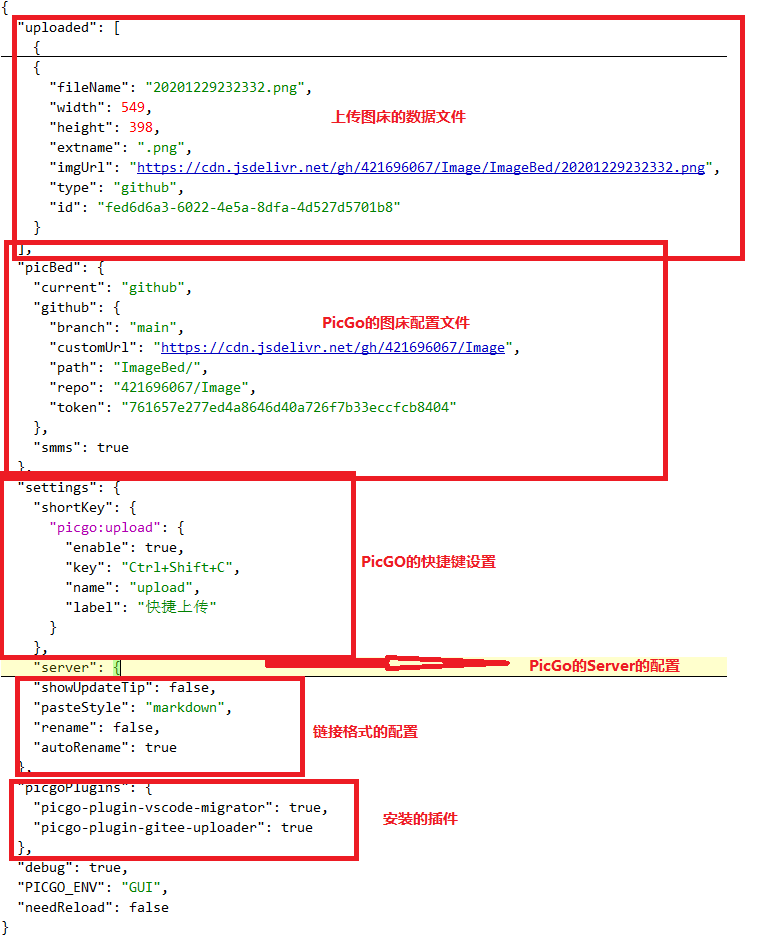 {
"uploaded": [
{
{
"fileName": "20201229232332.png",
"width": 549,
上传图床的数据文件
"height": 398,
"extname": ".png",
"imgUrl": "https://cdn.jsdelivr.net/gh/421696067/Image/ImageBed/20201229232332.png",
"type": "github",
"id": "fed6d6a3-6022-4e5a-8dfa-4d527d5701b8"
}
],
"picBed": {
"current": "github",
"github": {
"branch": "main",
PicGo的图床配置文件
"customUrl": "https://cdn.jsdelivr.net/gh/421696067/Image",
"path": "ImageBed/",
"repo": "421696067/Image",
"token": "761657e277ed4a8646d40a726f7b33eccfcb8404"
},
"smms": true
},
"settings": {
"shortKey": {
"picgo:upload": {
"enable": true,
PicGO的快捷键设置
"key": "Ctrl+Shift+C",
"name": "upload",
"label": "快捷上传"
}
},
"server": {
PicGo的Server的配置
"showUpdateTip": false,
"pasteStyle": "markdown",
"rename": false,
链接格式的配置
"autoRename": true
},
"picgoPlugins": {
"picgo-plugin-vscode-migrator": true,
安装的插件
"picgo-plugin-gitee-uploader": true
},
"debug": true,
"PICGO_ENV": "GUI",
"needReload": false
}